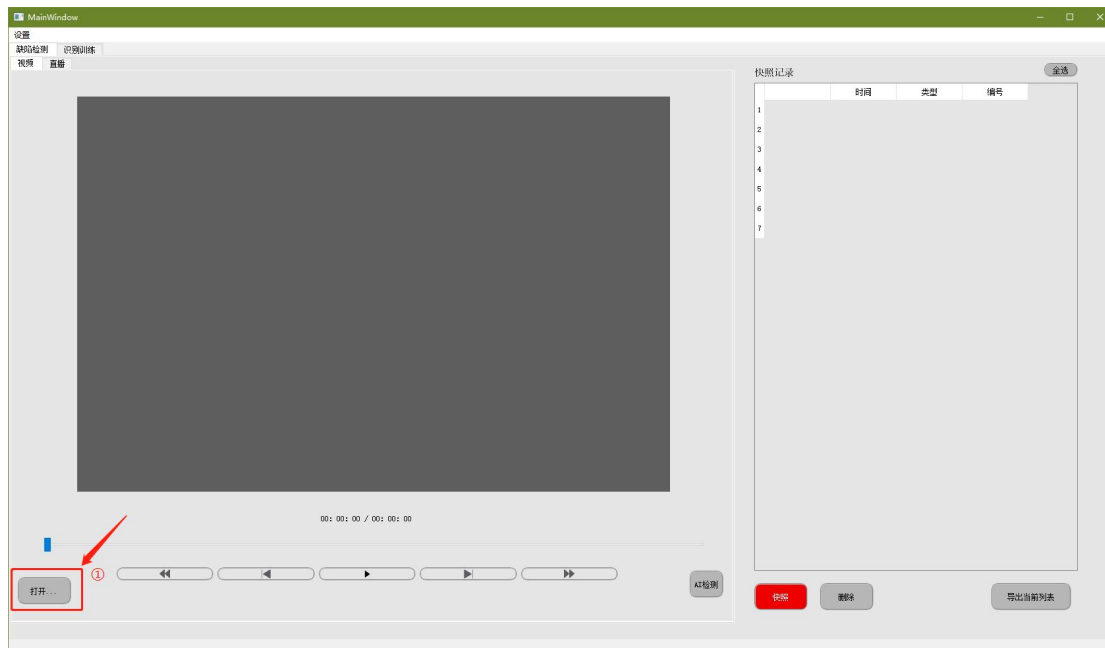 MainWindow
设置
缺陷检测 识别训练
视频 直播
快照记录 全选
时间 类型 编号
1
2
3
4
5
6
7
00: 00: 00 / 00: 00: 00
①
打开...
AI检测
快照 删除 导出当前列表